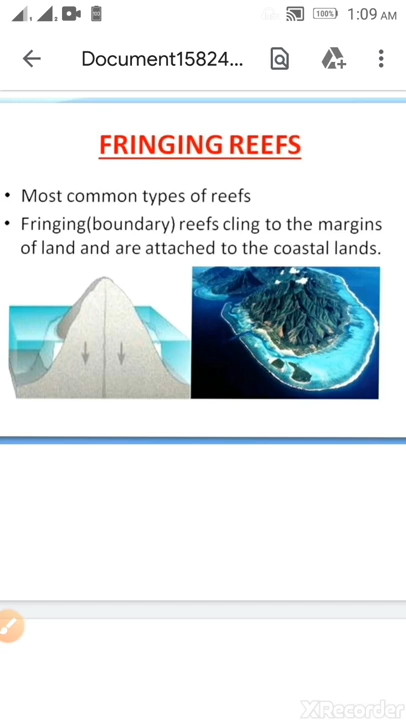 100% 1:09 AM
Document15824...
FRINGING REEFS
• Most common types of reefs
• Fringing(boundary) reefs cling to the margins
of land and are attached to the coastal lands.
XRecorder